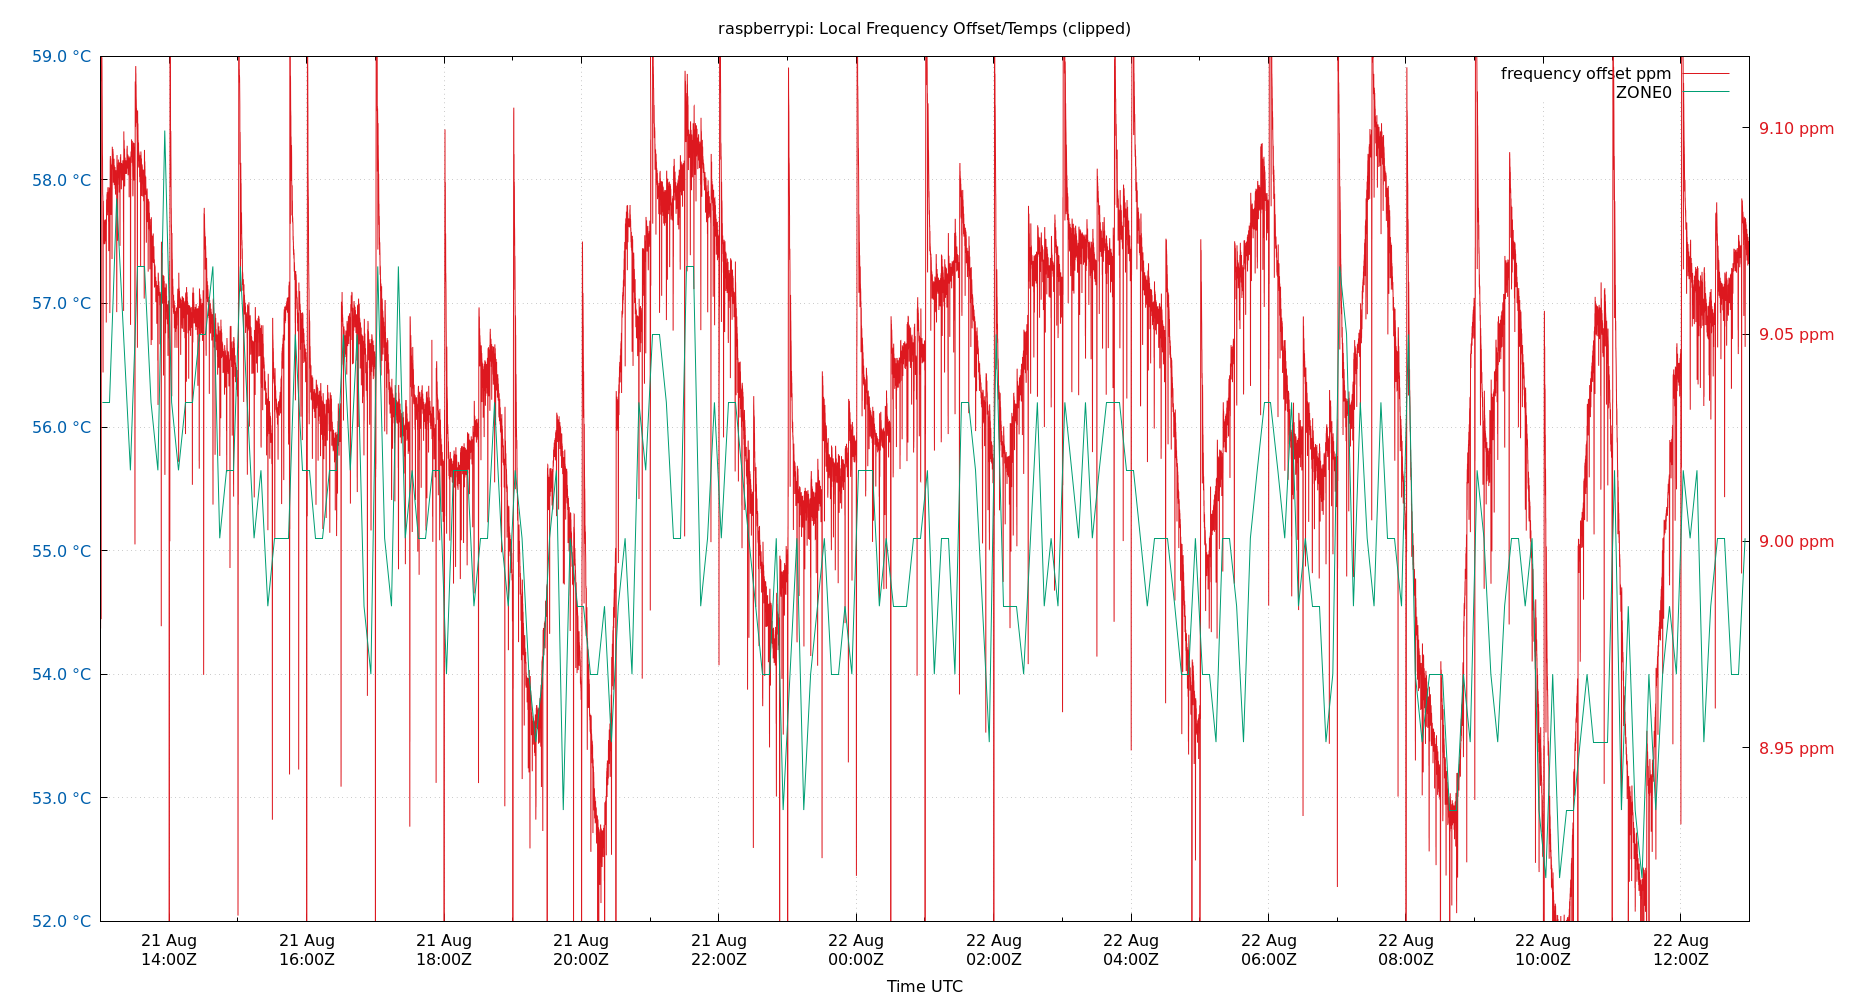 raspberrypi: Local Frequency Offset/Temps (clipped)
frequency offset ppm
ZONE0
59.0 °C
58.0 °C
57.0 °C
56.0 °C
55.0 °C
54.0 °C
53.0 °C
52.0 °C
9.10 ppm
9.05 ppm
9.00 ppm
8.95 ppm
21 Aug 21 Aug 21 Aug 21 Aug 21 Aug 22 Aug 22 Aug 22 Aug 22 Aug 22 Aug 22 Aug 22 Aug
14:00Z 16:00Z 18:00Z 20:00Z 22:00Z 00:00Z 02:00Z 04:00Z 06:00Z 08:00Z 10:00Z 12:00Z
Time UTC